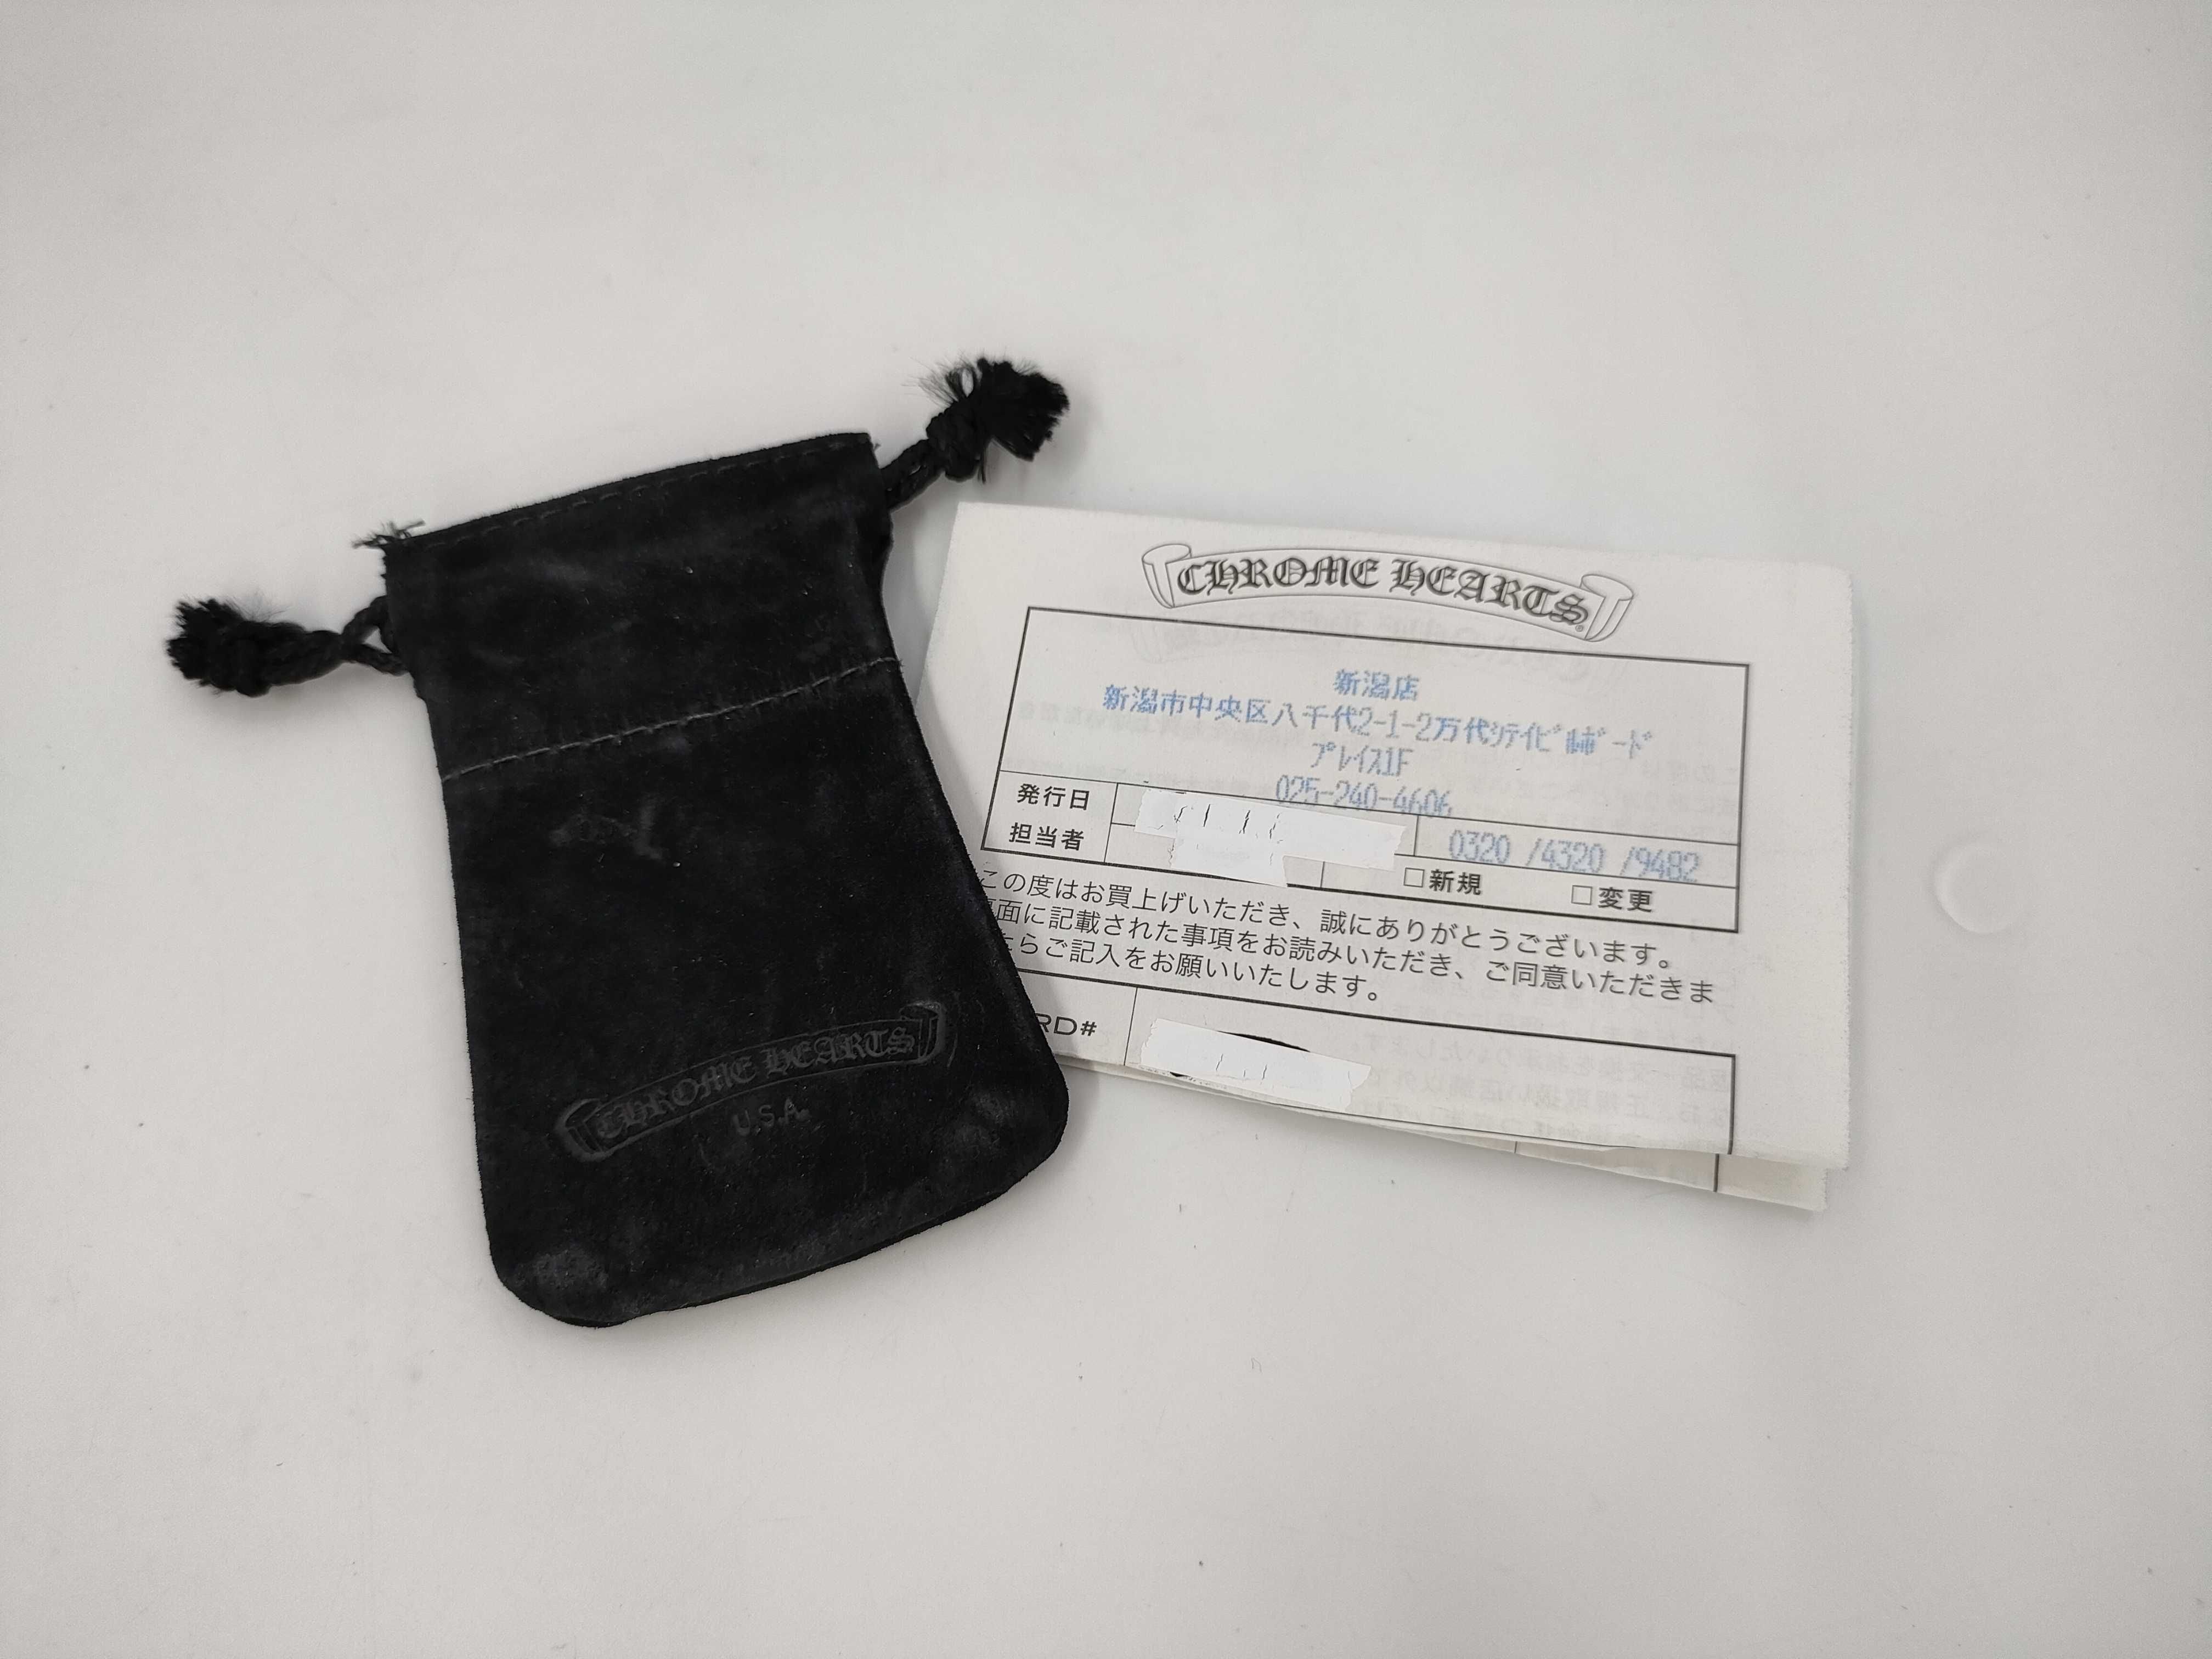 CHROME HEARTS
U.S.A.
CHROME HEARTS®
新潟店
新潟市中央区八千代2-1-2万代ｼﾃｲﾋﾞﾙﾎﾞｰﾄﾞ
ﾌﾟﾚｲｽ1F
025-240-4606
発行日
担当者
0320 /4320 /9482
□新規 □変更
この度はお買上げいただき、誠にありがとうございます。
面に記載された事項をお読みいただき、ご同意いただきま
たらご記入をお願いいたします。
RD#